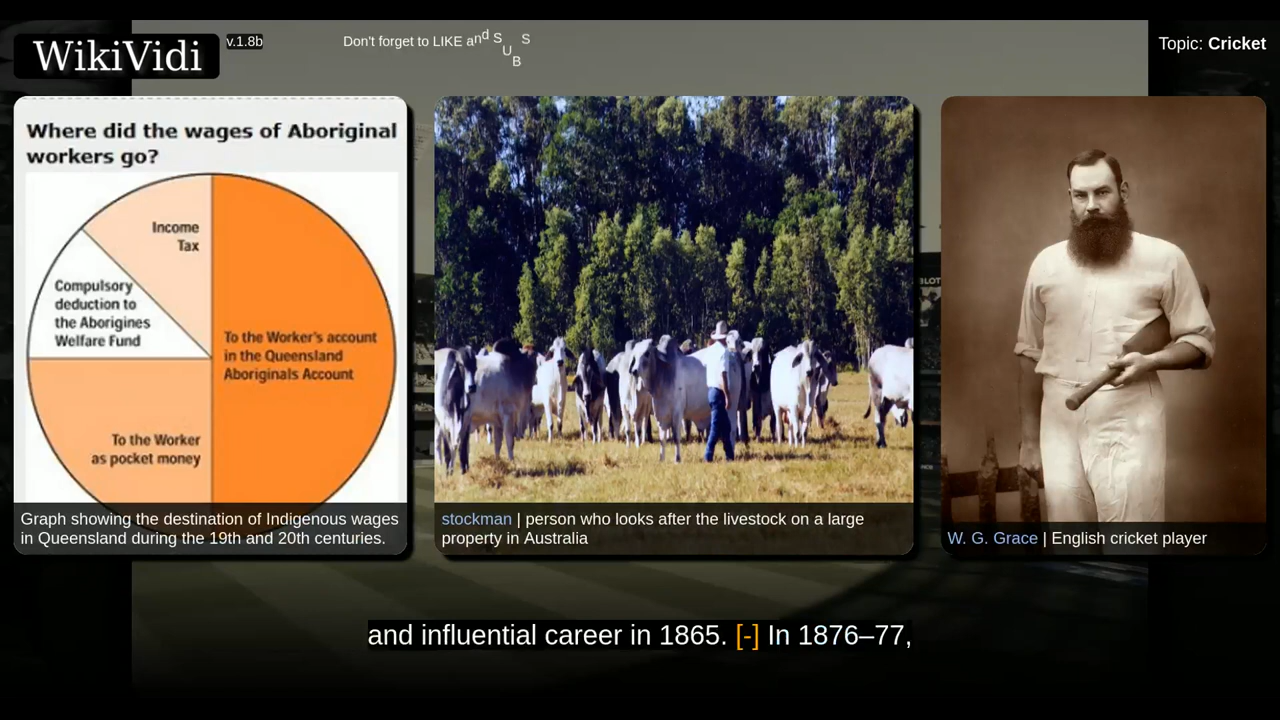 WikiVidi
v.1.8b
Don't forget to LIKE and SUBS
Topic: Cricket
Where did the wages of Aboriginal
workers go?
Income
Tax
Compulsory
deduction to
the Aborigines
Welfare Fund
To the Worker's account
in the Queensland
Aboriginals Account
To the Worker
as pocket money
Graph showing the destination of Indigenous wages
in Queensland during the 19th and 20th centuries.
stockman | person who looks after the livestock on a large
property in Australia
W. G. Grace | English cricket player
and influential career in 1865. [-] In 1876–77,